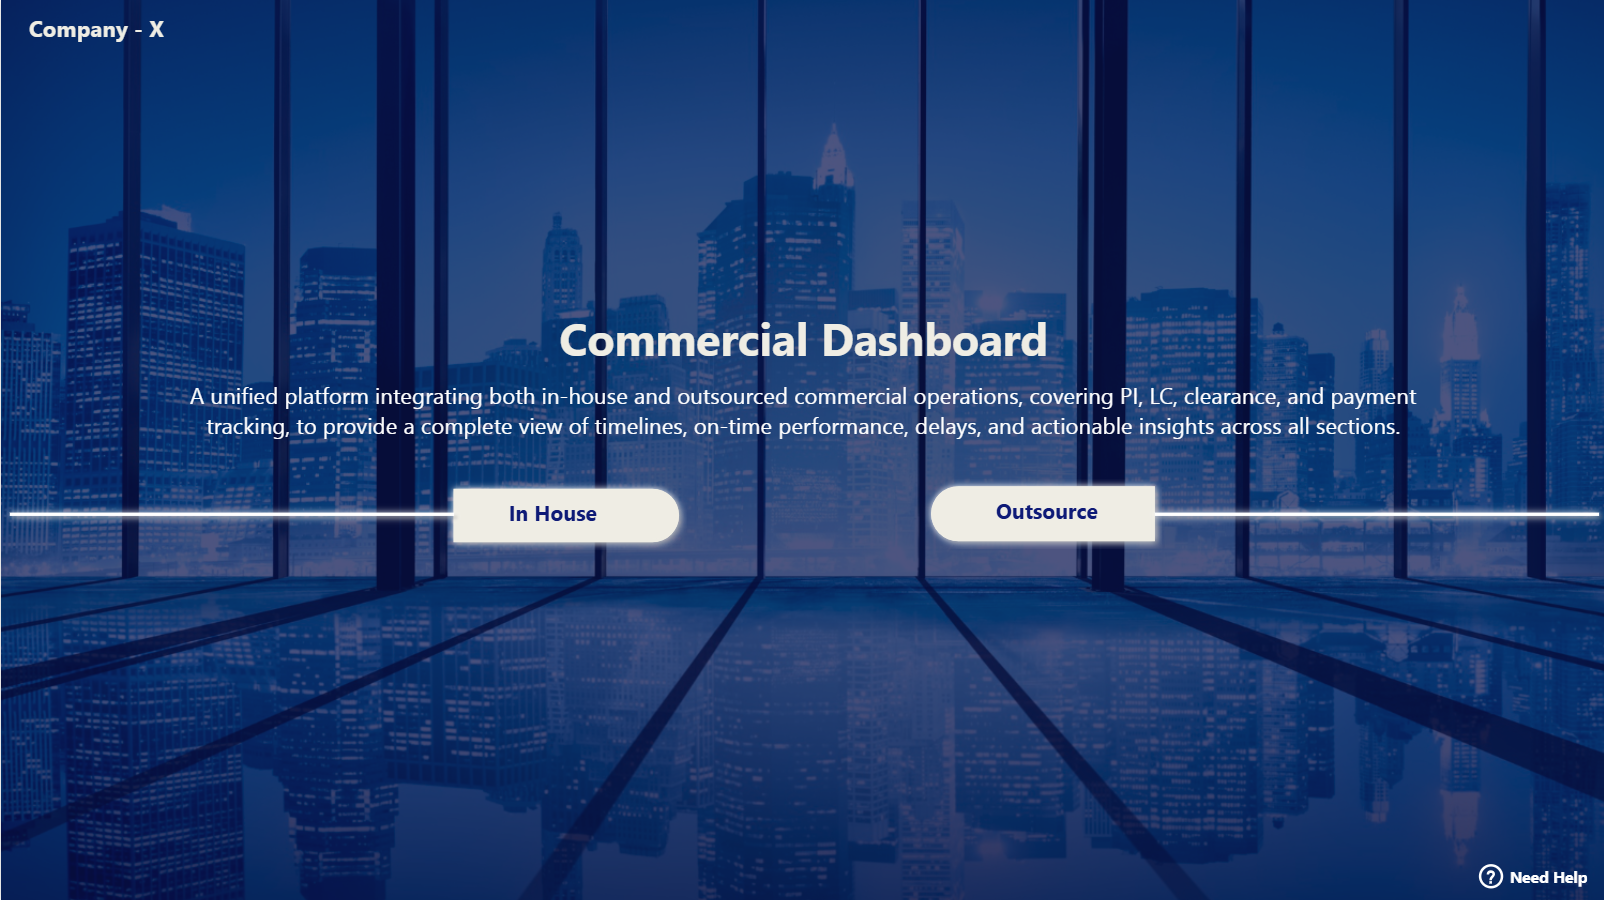 Company - X
Commercial Dashboard
A unified platform integrating both in-house and outsourced commercial operations, covering PI, LC, clearance, and payment
tracking, to provide a complete view of timelines, on-time performance, delays, and actionable insights across all sections.
In House
Outsource
? Need Help